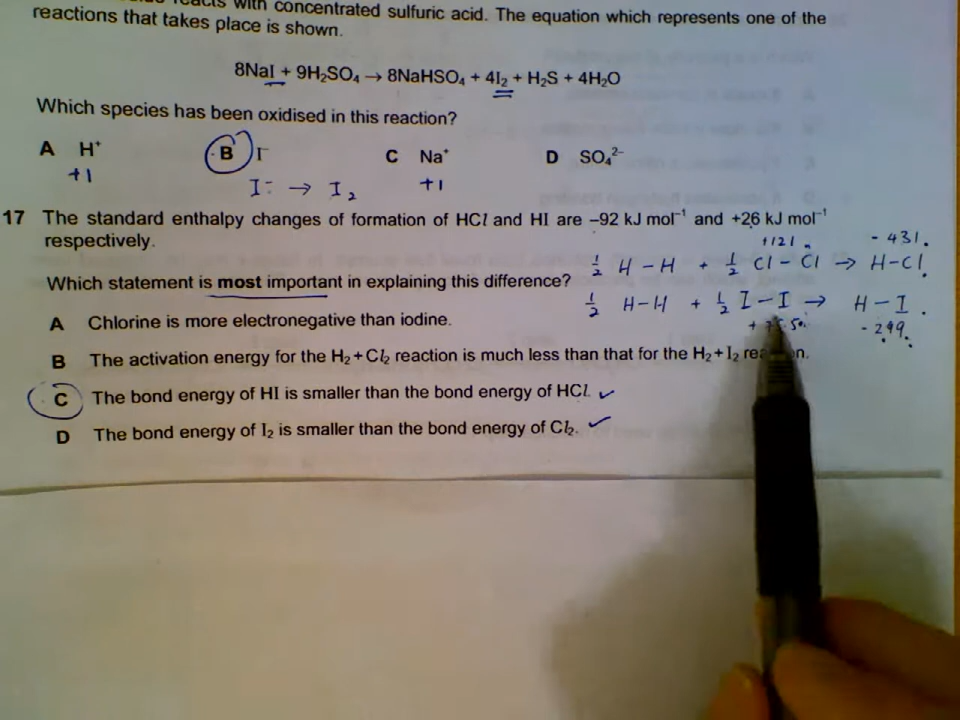 with concentrated sulfuric acid. The equation which represents one of the
reactions that takes place is shown.
8NaI + 9H₂SO₄ → 8NaHSO₄ + 4I₂ + H₂S + 4H₂O
Which species has been oxidised in this reaction?
A H⁺ B I⁻ C Na⁺ D SO₄²⁻
+1 +1
I⁻ → I₂
17 The standard enthalpy changes of formation of HCl and HI are –92 kJ mol⁻¹ and +26 kJ mol⁻¹
respectively.
+121 -431.
½ H-H + ½ Cl-Cl → H-Cl.
Which statement is most important in explaining this difference?
½ H-H + ½ I-I → H-I.
-299.
A Chlorine is more electronegative than iodine.
B The activation energy for the H₂+Cl₂ reaction is much less than that for the H₂+I₂
C The bond energy of HI is smaller than the bond energy of HCl. ✓
D The bond energy of I₂ is smaller than the bond energy of Cl₂. ✓